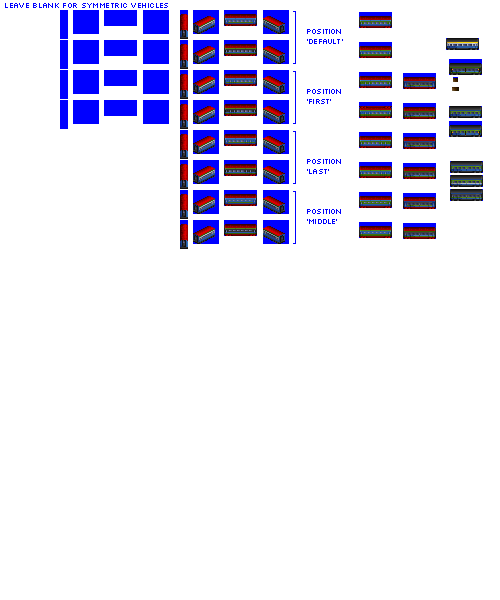 LEAVE BLANK FOR SYMMETRIC VEHICLES
POSITION
'DEFAULT'
POSITION
'FIRST'
POSITION
'LAST'
POSITION
'MIDDLE'